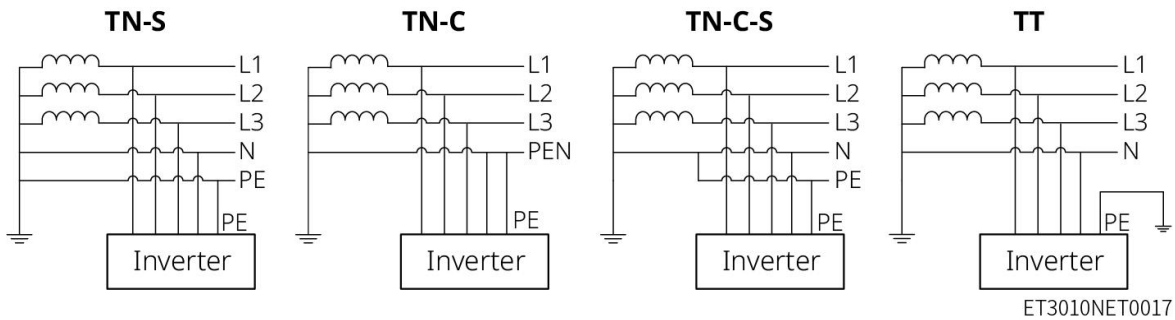 TN-S TN-C TN-C-S TT
L1 L1 L1 L1
L2 L2 L2 L2
L3 L3 L3 L3
N PEN N N
PE PE
PE PE PE PE
Inverter Inverter Inverter Inverter
ET3010NET0017